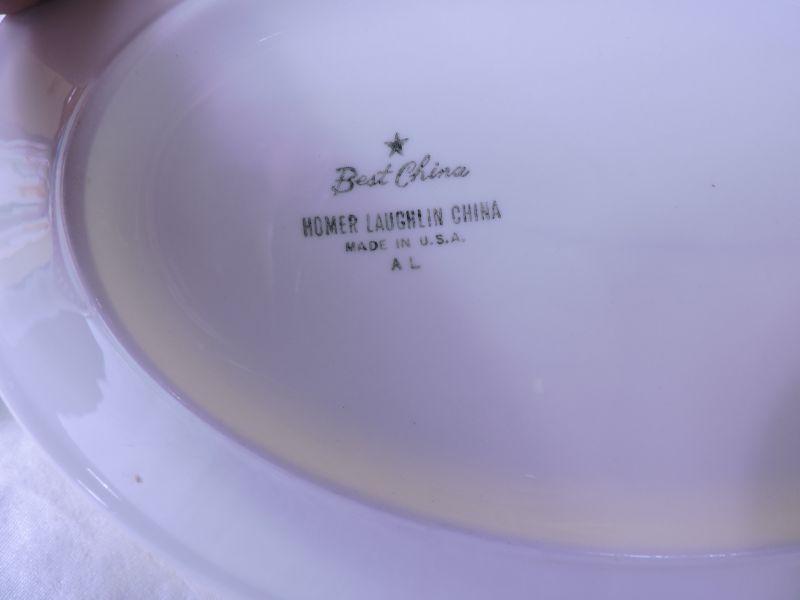 Best China
HOMER LAUGHLIN CHINA
MADE IN U.S.A.
A L